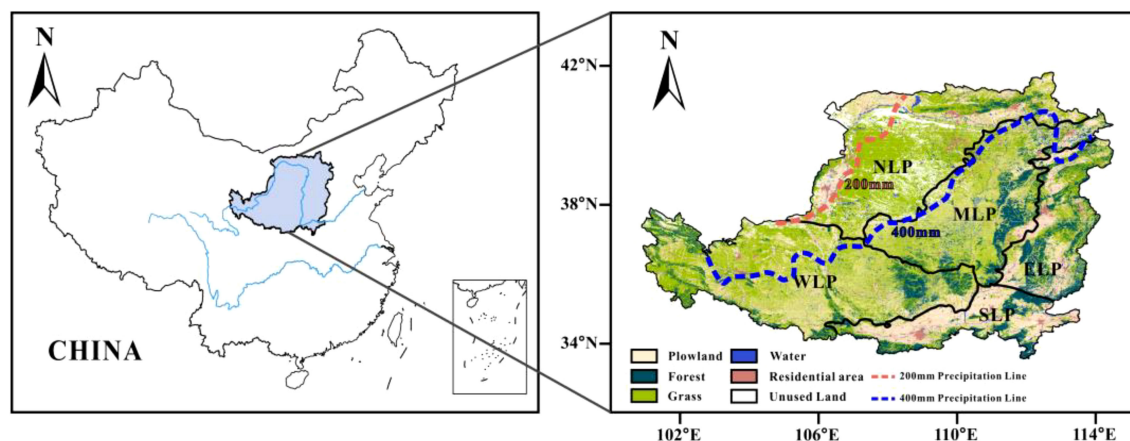 N
CHINA
N
42°N
38°N
34°N
NLP
200mm
MLP
400mm
WLP
ELP
SLP
Plowland
Water
Forest
Residential area
200mm Precipitation Line
Grass
Unused Land
400mm Precipitation Line
102°E
106°E
110°E
114°E